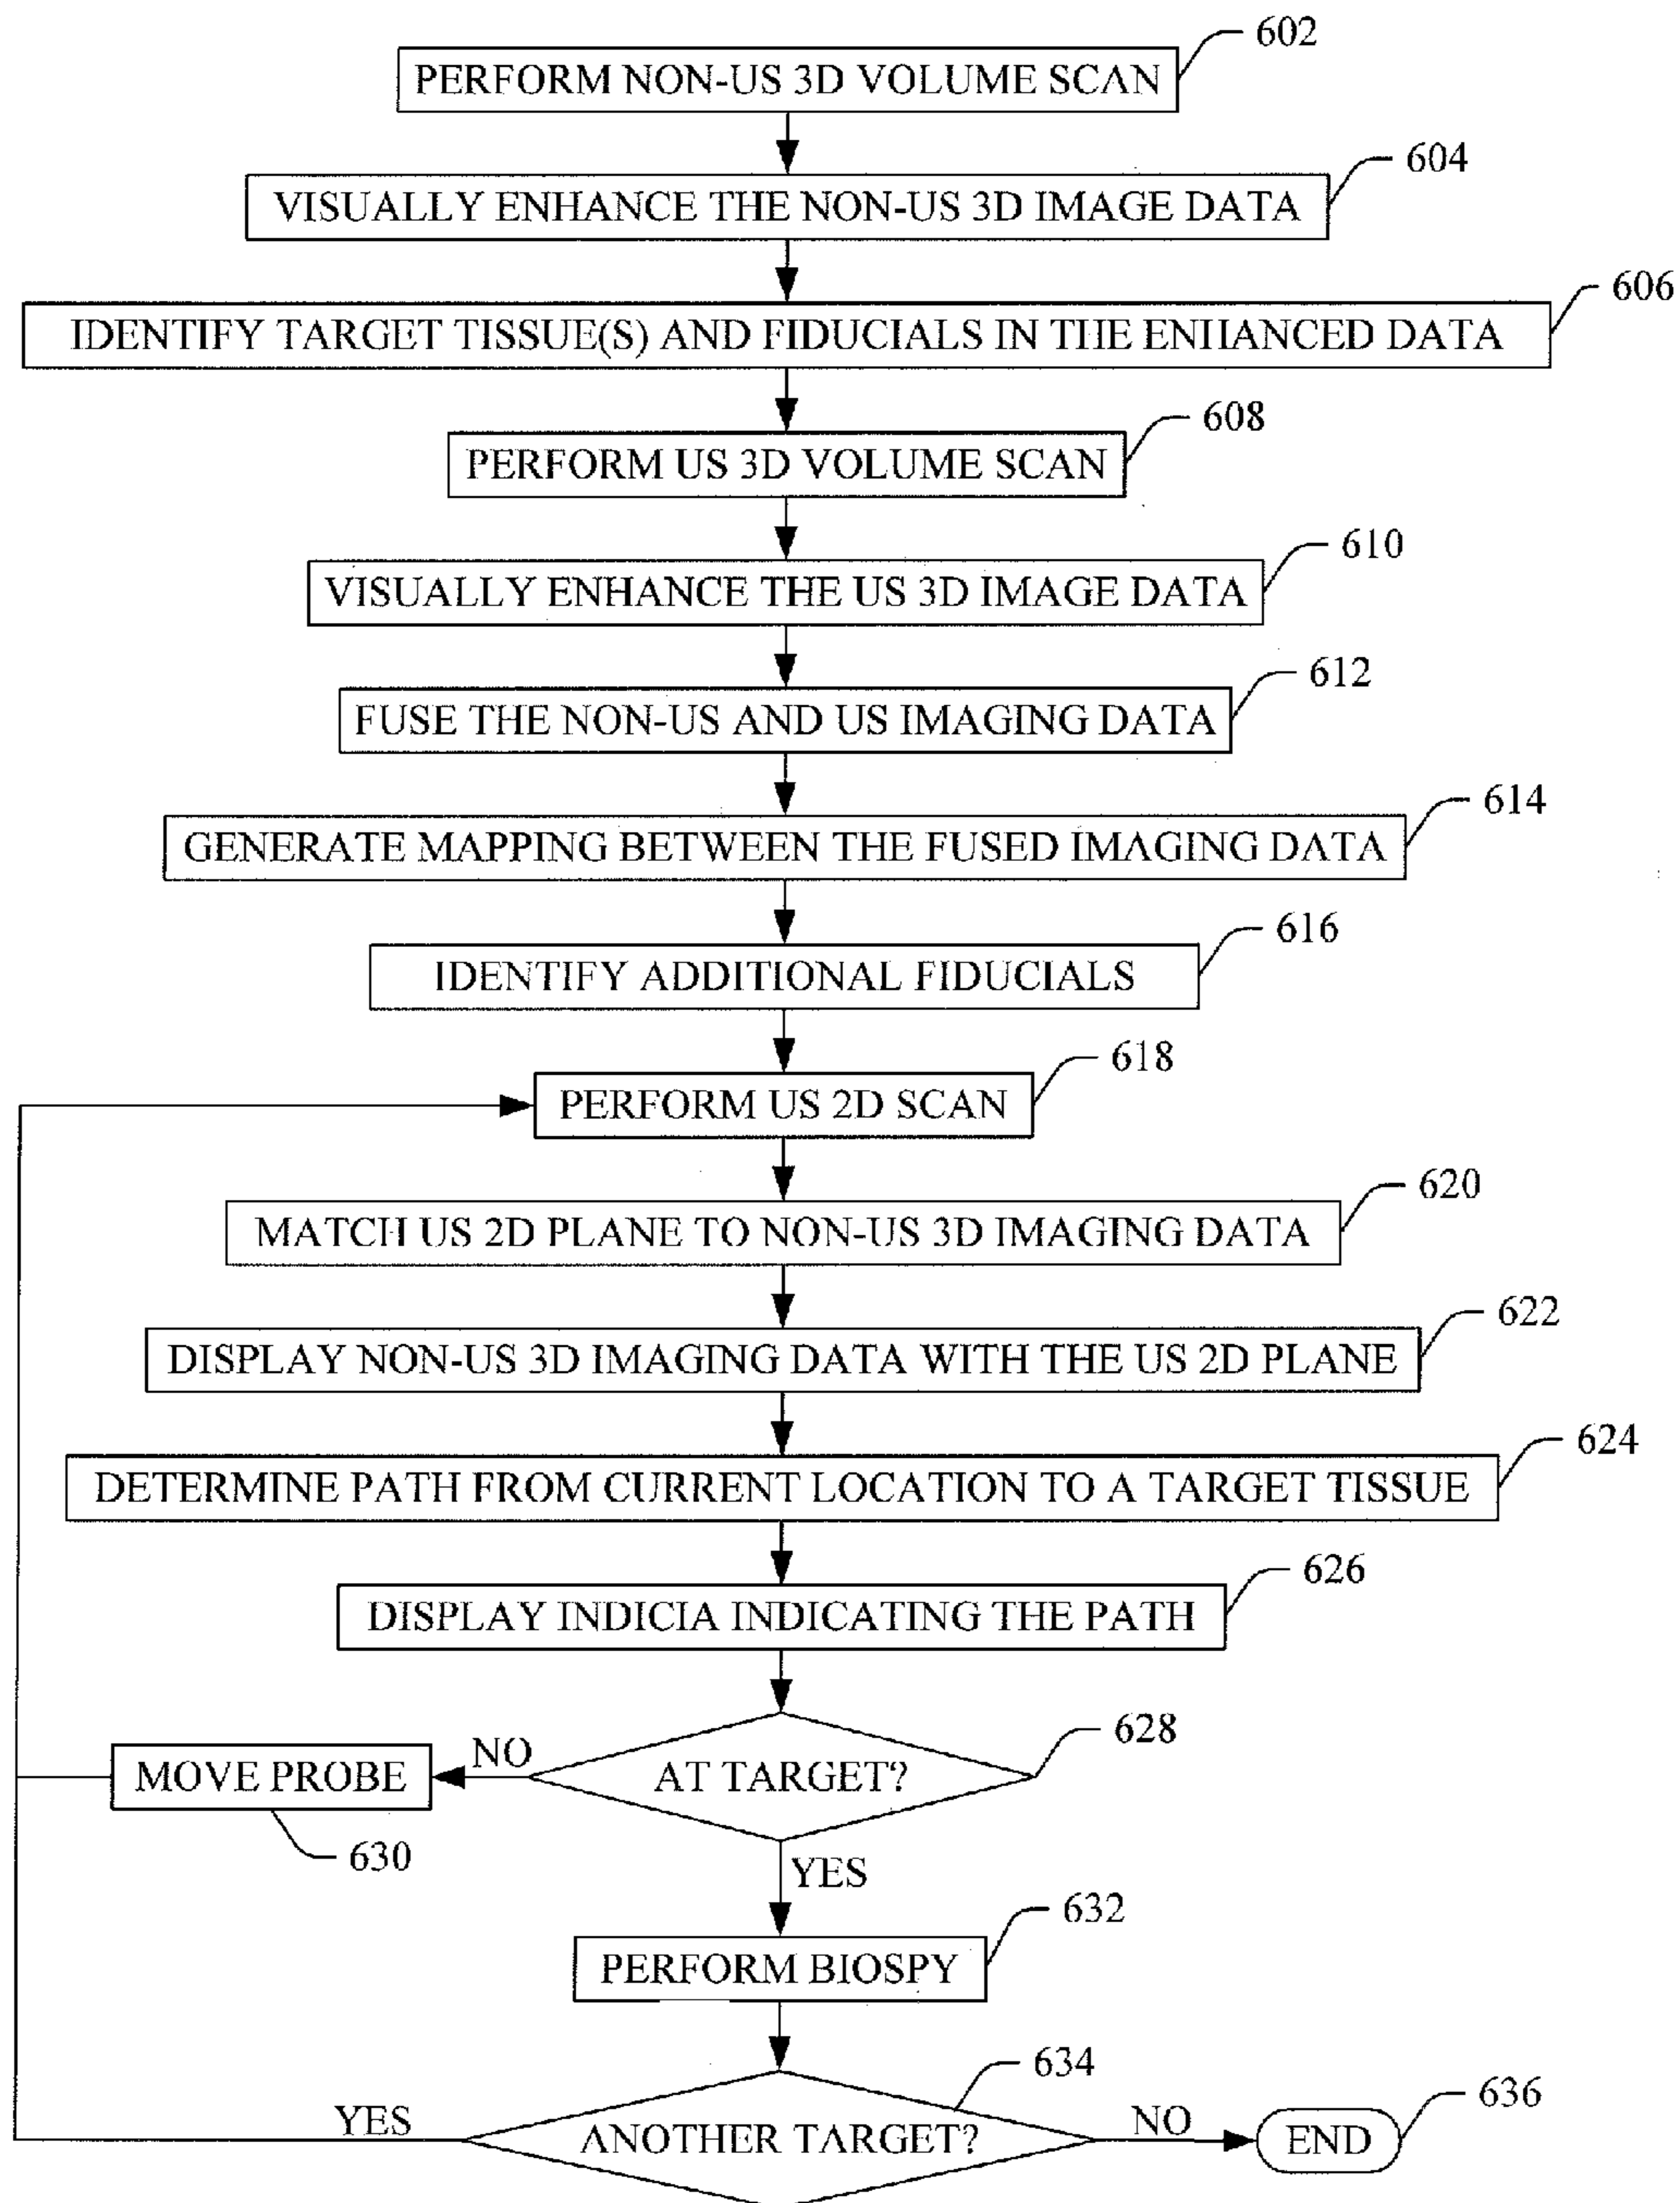 602
PERFORM NON-US 3D VOLUME SCAN
604
VISUALLY ENHANCE THE NON-US 3D IMAGE DATA
606
IDENTIFY TARGET TISSUE(S) AND FIDUCIALS IN THE ENHANCED DATA
608
PERFORM US 3D VOLUME SCAN
610
VISUALLY ENHANCE THE US 3D IMAGE DATA
612
FUSE THE NON-US AND US IMAGING DATA
614
GENERATE MAPPING BETWEEN THE FUSED IMAGING DATA
616
IDENTIFY ADDITIONAL FIDUCIALS
618
PERFORM US 2D SCAN
620
MATCH US 2D PLANE TO NON-US 3D IMAGING DATA
622
DISPLAY NON-US 3D IMAGING DATA WITH THE US 2D PLANE
624
DETERMINE PATH FROM CURRENT LOCATION TO A TARGET TISSUE
626
DISPLAY INDICIA INDICATING THE PATH
628
AT TARGET?
NO
MOVE PROBE
630
YES
632
PERFORM BIOSPY
634
ANOTHER TARGET?
YES
NO
END
636